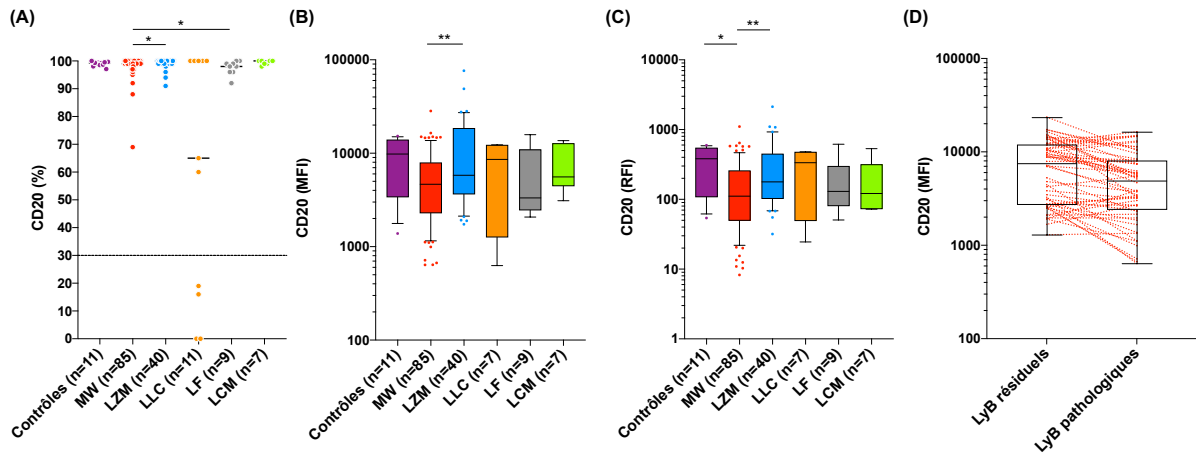 (A)
*
*
CD20 (%)
100
90
80
70
60
50
40
30
20
10
0
Contrôles (n=11)
MW (n=85)
LZM (n=40)
LLC (n=11)
LF (n=9)
LCM (n=7)
(B)
**
CD20 (MFI)
100000
10000
1000
100
Contrôles (n=11)
MW (n=85)
LZM (n=40)
LLC (n=7)
LF (n=9)
LCM (n=7)
(C)
*
**
CD20 (RFI)
10000
1000
100
10
1
Contrôles (n=11)
MW (n=85)
LZM (n=40)
LLC (n=7)
LF (n=9)
LCM (n=7)
(D)
CD20 (MFI)
100000
10000
1000
100
LyB résiduels
LyB pathologiques